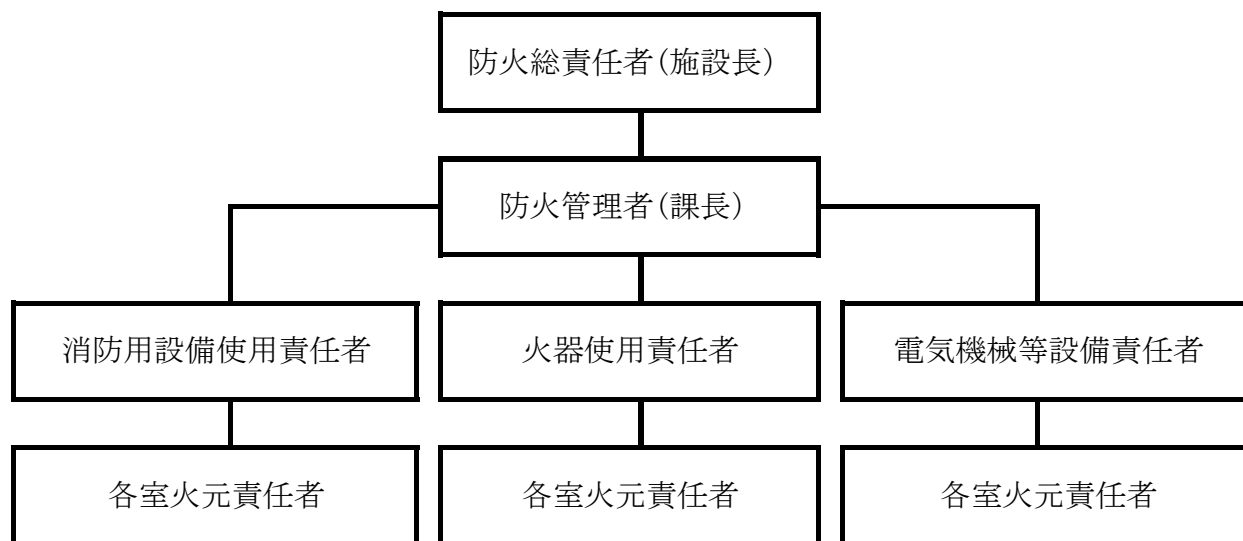 防火総責任者(施設長)
防火管理者(課長)
消防用設備使用責任者
火器使用責任者
電気機械等設備責任者
各室火元責任者
各室火元責任者
各室火元責任者